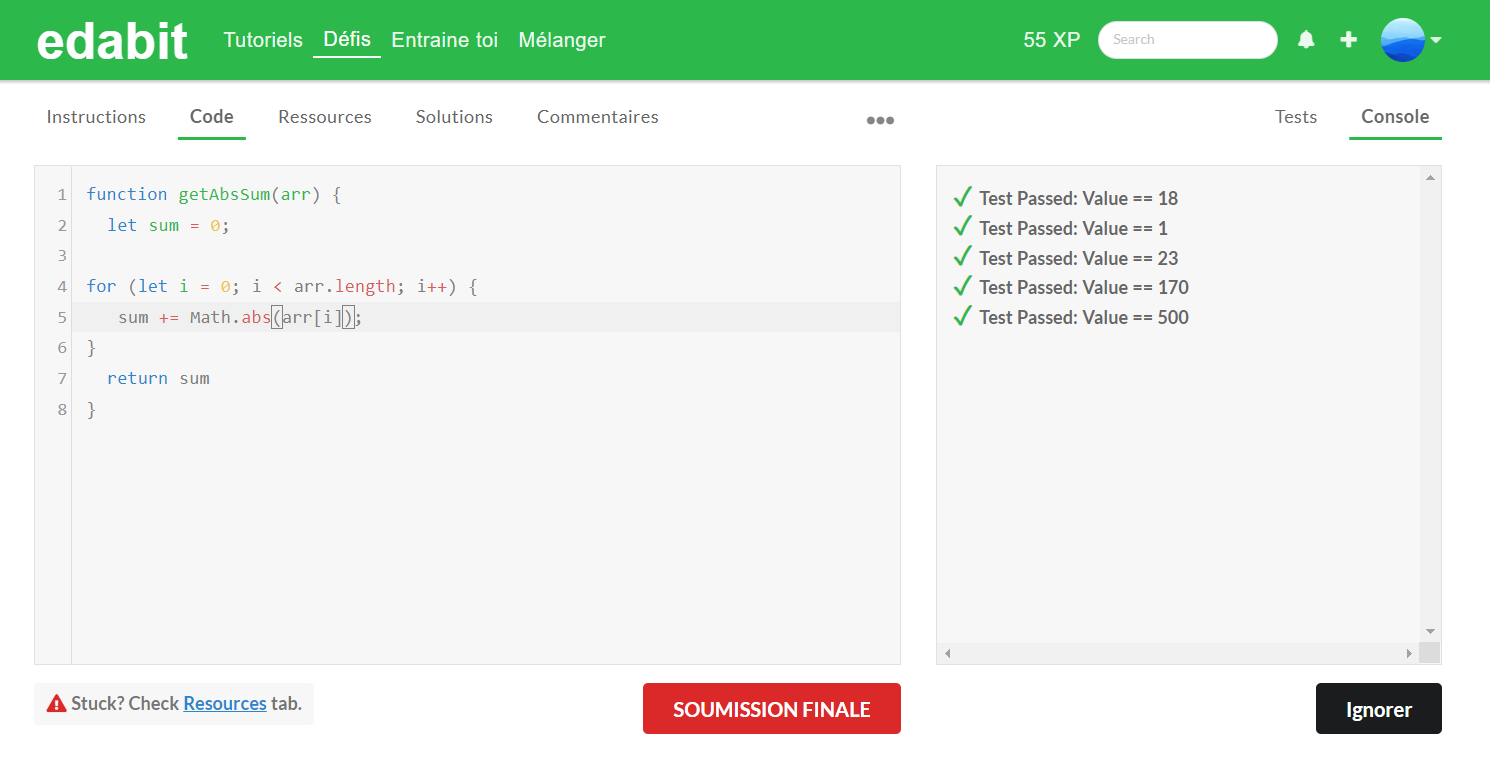 edabit Tutoriels Défis Entraine toi Mélanger 55 XP Search
Instructions Code Ressources Solutions Commentaires Tests Console
1 function getAbsSum(arr) {
2 let sum = 0;
3
4 for (let i = 0; i < arr.length; i++) {
5 sum += Math.abs(arr[i]);
6 }
7 return sum
8 }
Test Passed: Value == 18
Test Passed: Value == 1
Test Passed: Value == 23
Test Passed: Value == 170
Test Passed: Value == 500
Stuck? Check Resources tab.
SOUMISSION FINALE
Ignorer